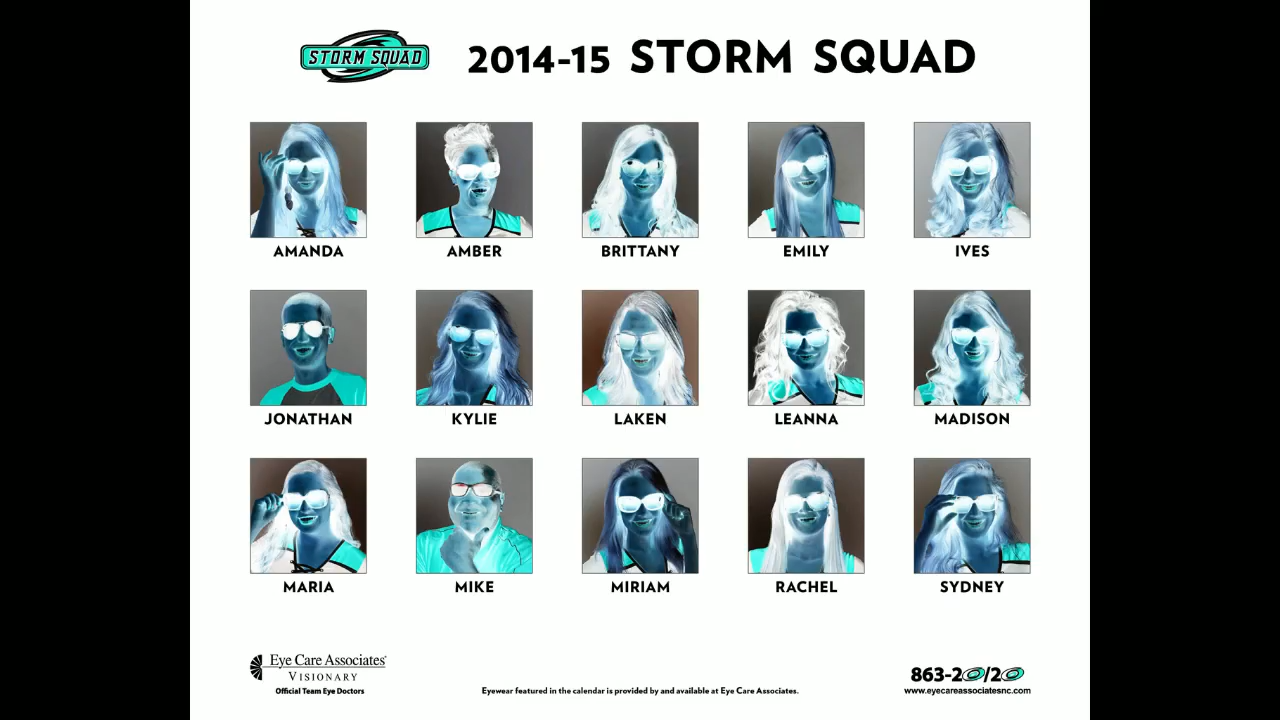 STORM SQUAD
2014-15 STORM SQUAD
AMANDA
AMBER
BRITTANY
EMILY
IVES
JONATHAN
KYLIE
LAKEN
LEANNA
MADISON
MARIA
MIKE
MIRIAM
RACHEL
SYDNEY
Eye Care Associates
VISIONARY
Official Team Eye Doctors
Eyewear featured in the calendar is provided by and available at Eye Care Associates.
863-20/20
www.eyecareassociatesnc.com